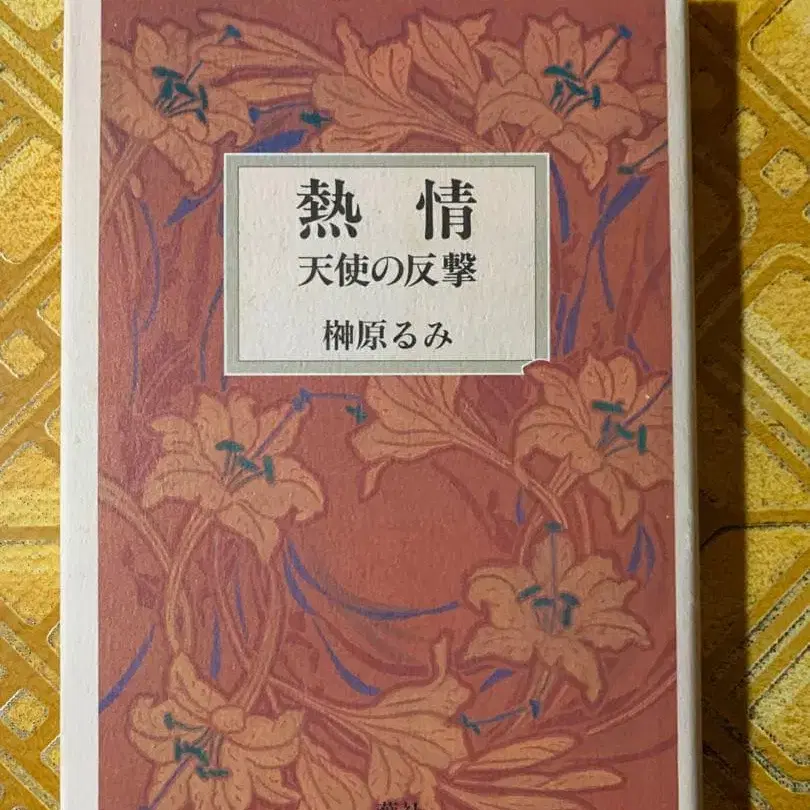 熱 情
天使の反撃
榊原るみ